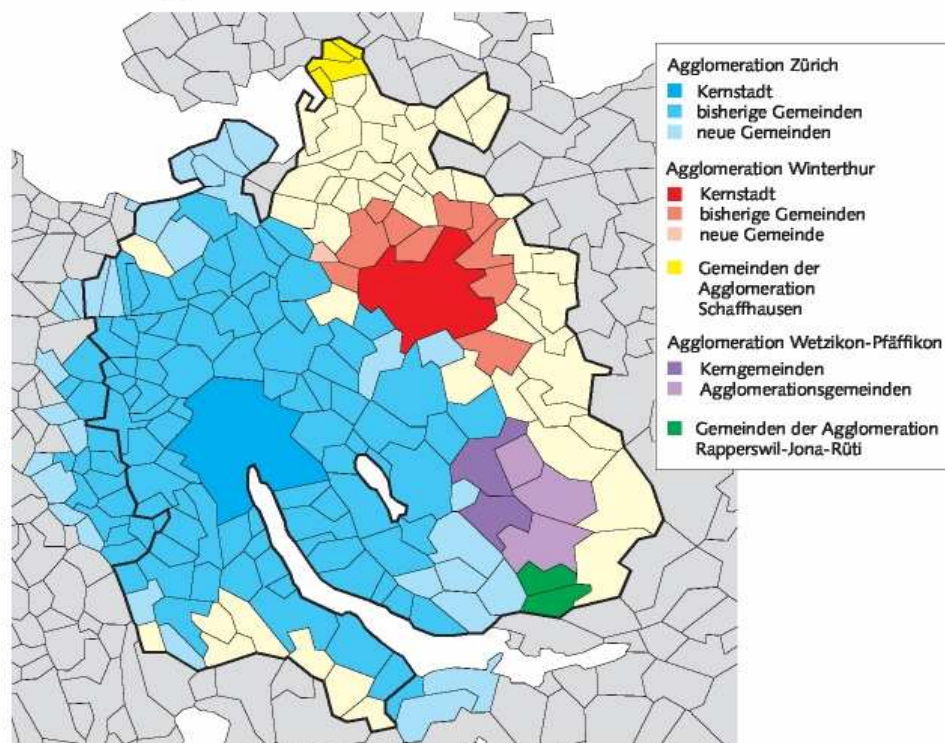 Agglomeration Zürich
Kernstadt
bisherige Gemeinden
neue Gemeinden
Agglomeration Winterthur
Kernstadt
bisherige Gemeinden
neue Gemeinde
Gemeinden der
Agglomeration
Schaffhausen
Agglomeration Wetzikon-Pfäffikon
Kerngemeinden
Agglomerationsgemeinden
Gemeinden der Agglomeration
Rapperswil-Jona-Rüti